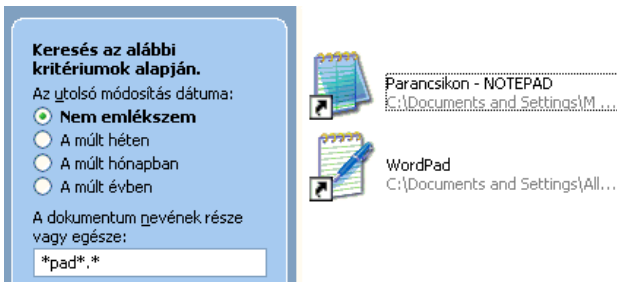 Keresés az alábbi
kritériumok alapján.
Az utolsó módosítás dátuma:
Nem emlékszem
A múlt héten
A múlt hónapban
A múlt évben
A dokumentum nevének része
vagy egésze:
*pad*.*
Parancsikon - NOTEPAD
C:\Documents and Settings\M ...
WordPad
C:\Documents and Settings\All...